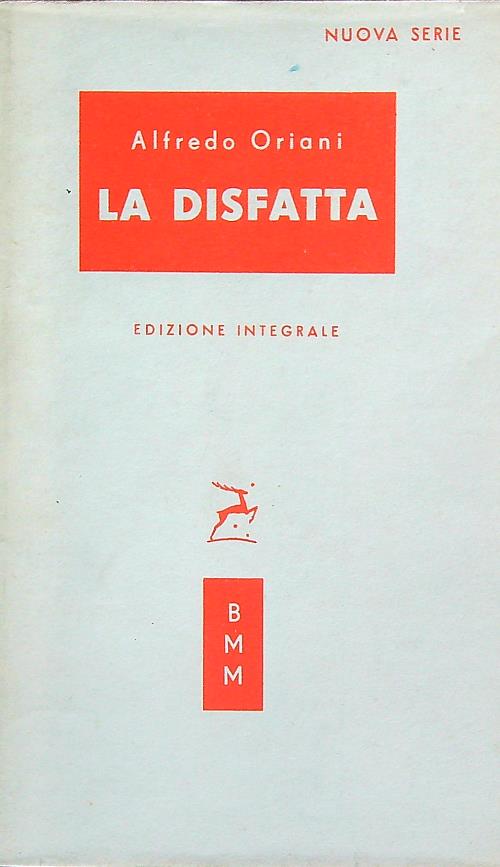 NUOVA SERIE
Alfredo Oriani
LA DISFATTA
EDIZIONE INTEGRALE
B
M
M